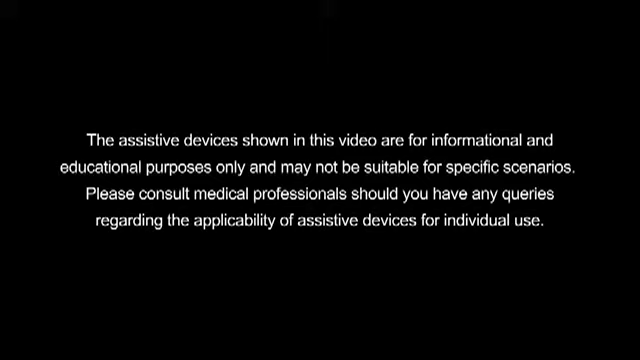 The assistive devices shown in this video are for informational and
educational purposes only and may not be suitable for specific scenarios.
Please consult medical professionals should you have any queries
regarding the applicability of assistive devices for individual use.